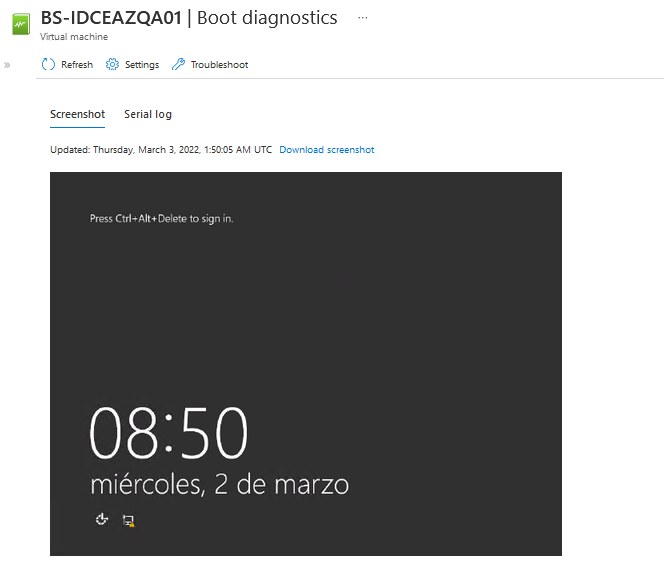 BS-IDCEAZQA01 | Boot diagnostics ...
Virtual machine
» Refresh Settings Troubleshoot
Screenshot Serial log
Updated: Thursday, March 3, 2022, 1:50:05 AM UTC Download screenshot
Press Ctrl+Alt+Delete to sign in.
08:50
miércoles, 2 de marzo